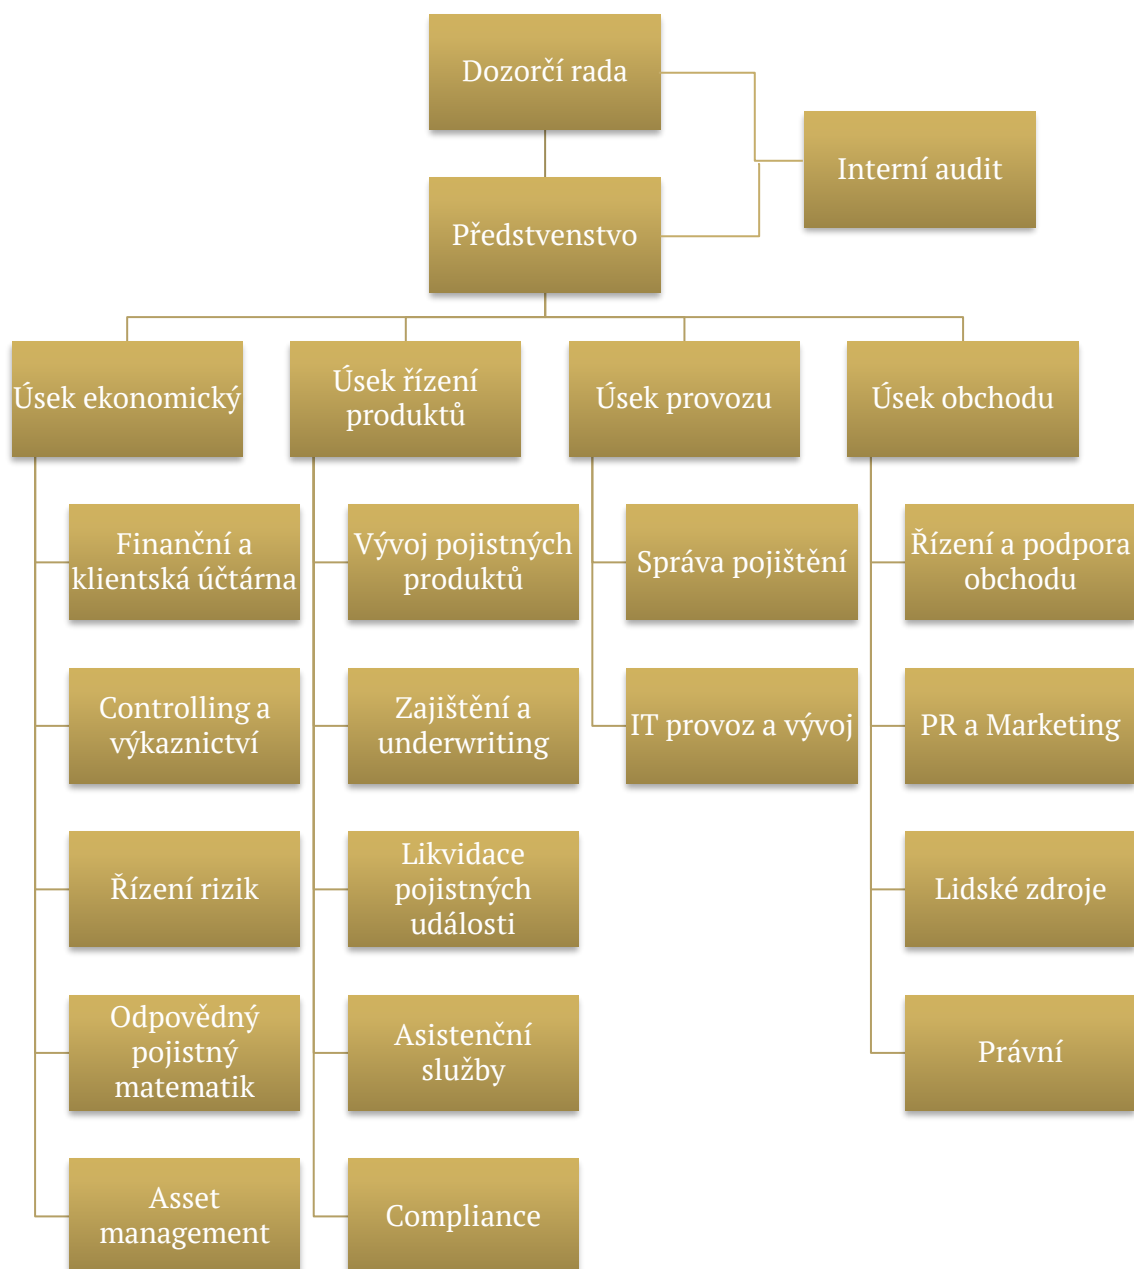 Dozorčí rada
Interní audit
Předstvenstvo
Úsek ekonomický
Úsek řízení
produktů
Úsek provozu
Úsek obchodu
Finanční a
klientská účtárna
Controlling a
výkaznictví
Řízení rizik
Odpovědný
pojistný
matematik
Asset
management
Vývoj pojistných
produktů
Zajištění a
underwriting
Likvidace
pojistných
události
Asistenční
služby
Compliance
Správa pojištění
IT provoz a vývoj
Řízení a podpora
obchodu
PR a Marketing
Lidské zdroje
Právní